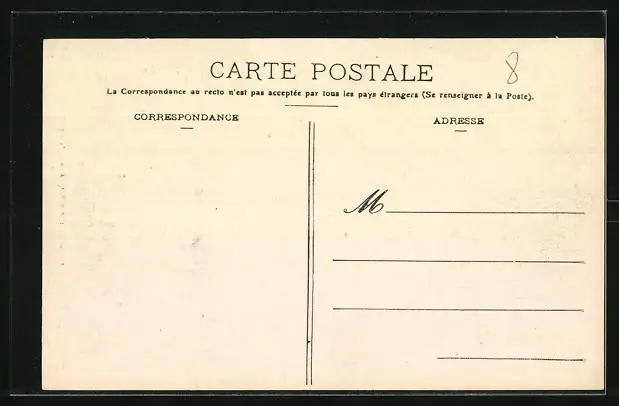 CARTE POSTALE
8
La Correspondance au recto n'est pas acceptée par tous les pays étrangers (Se renseigner à la Poste).
CORRESPONDANCE
ADRESSE
M